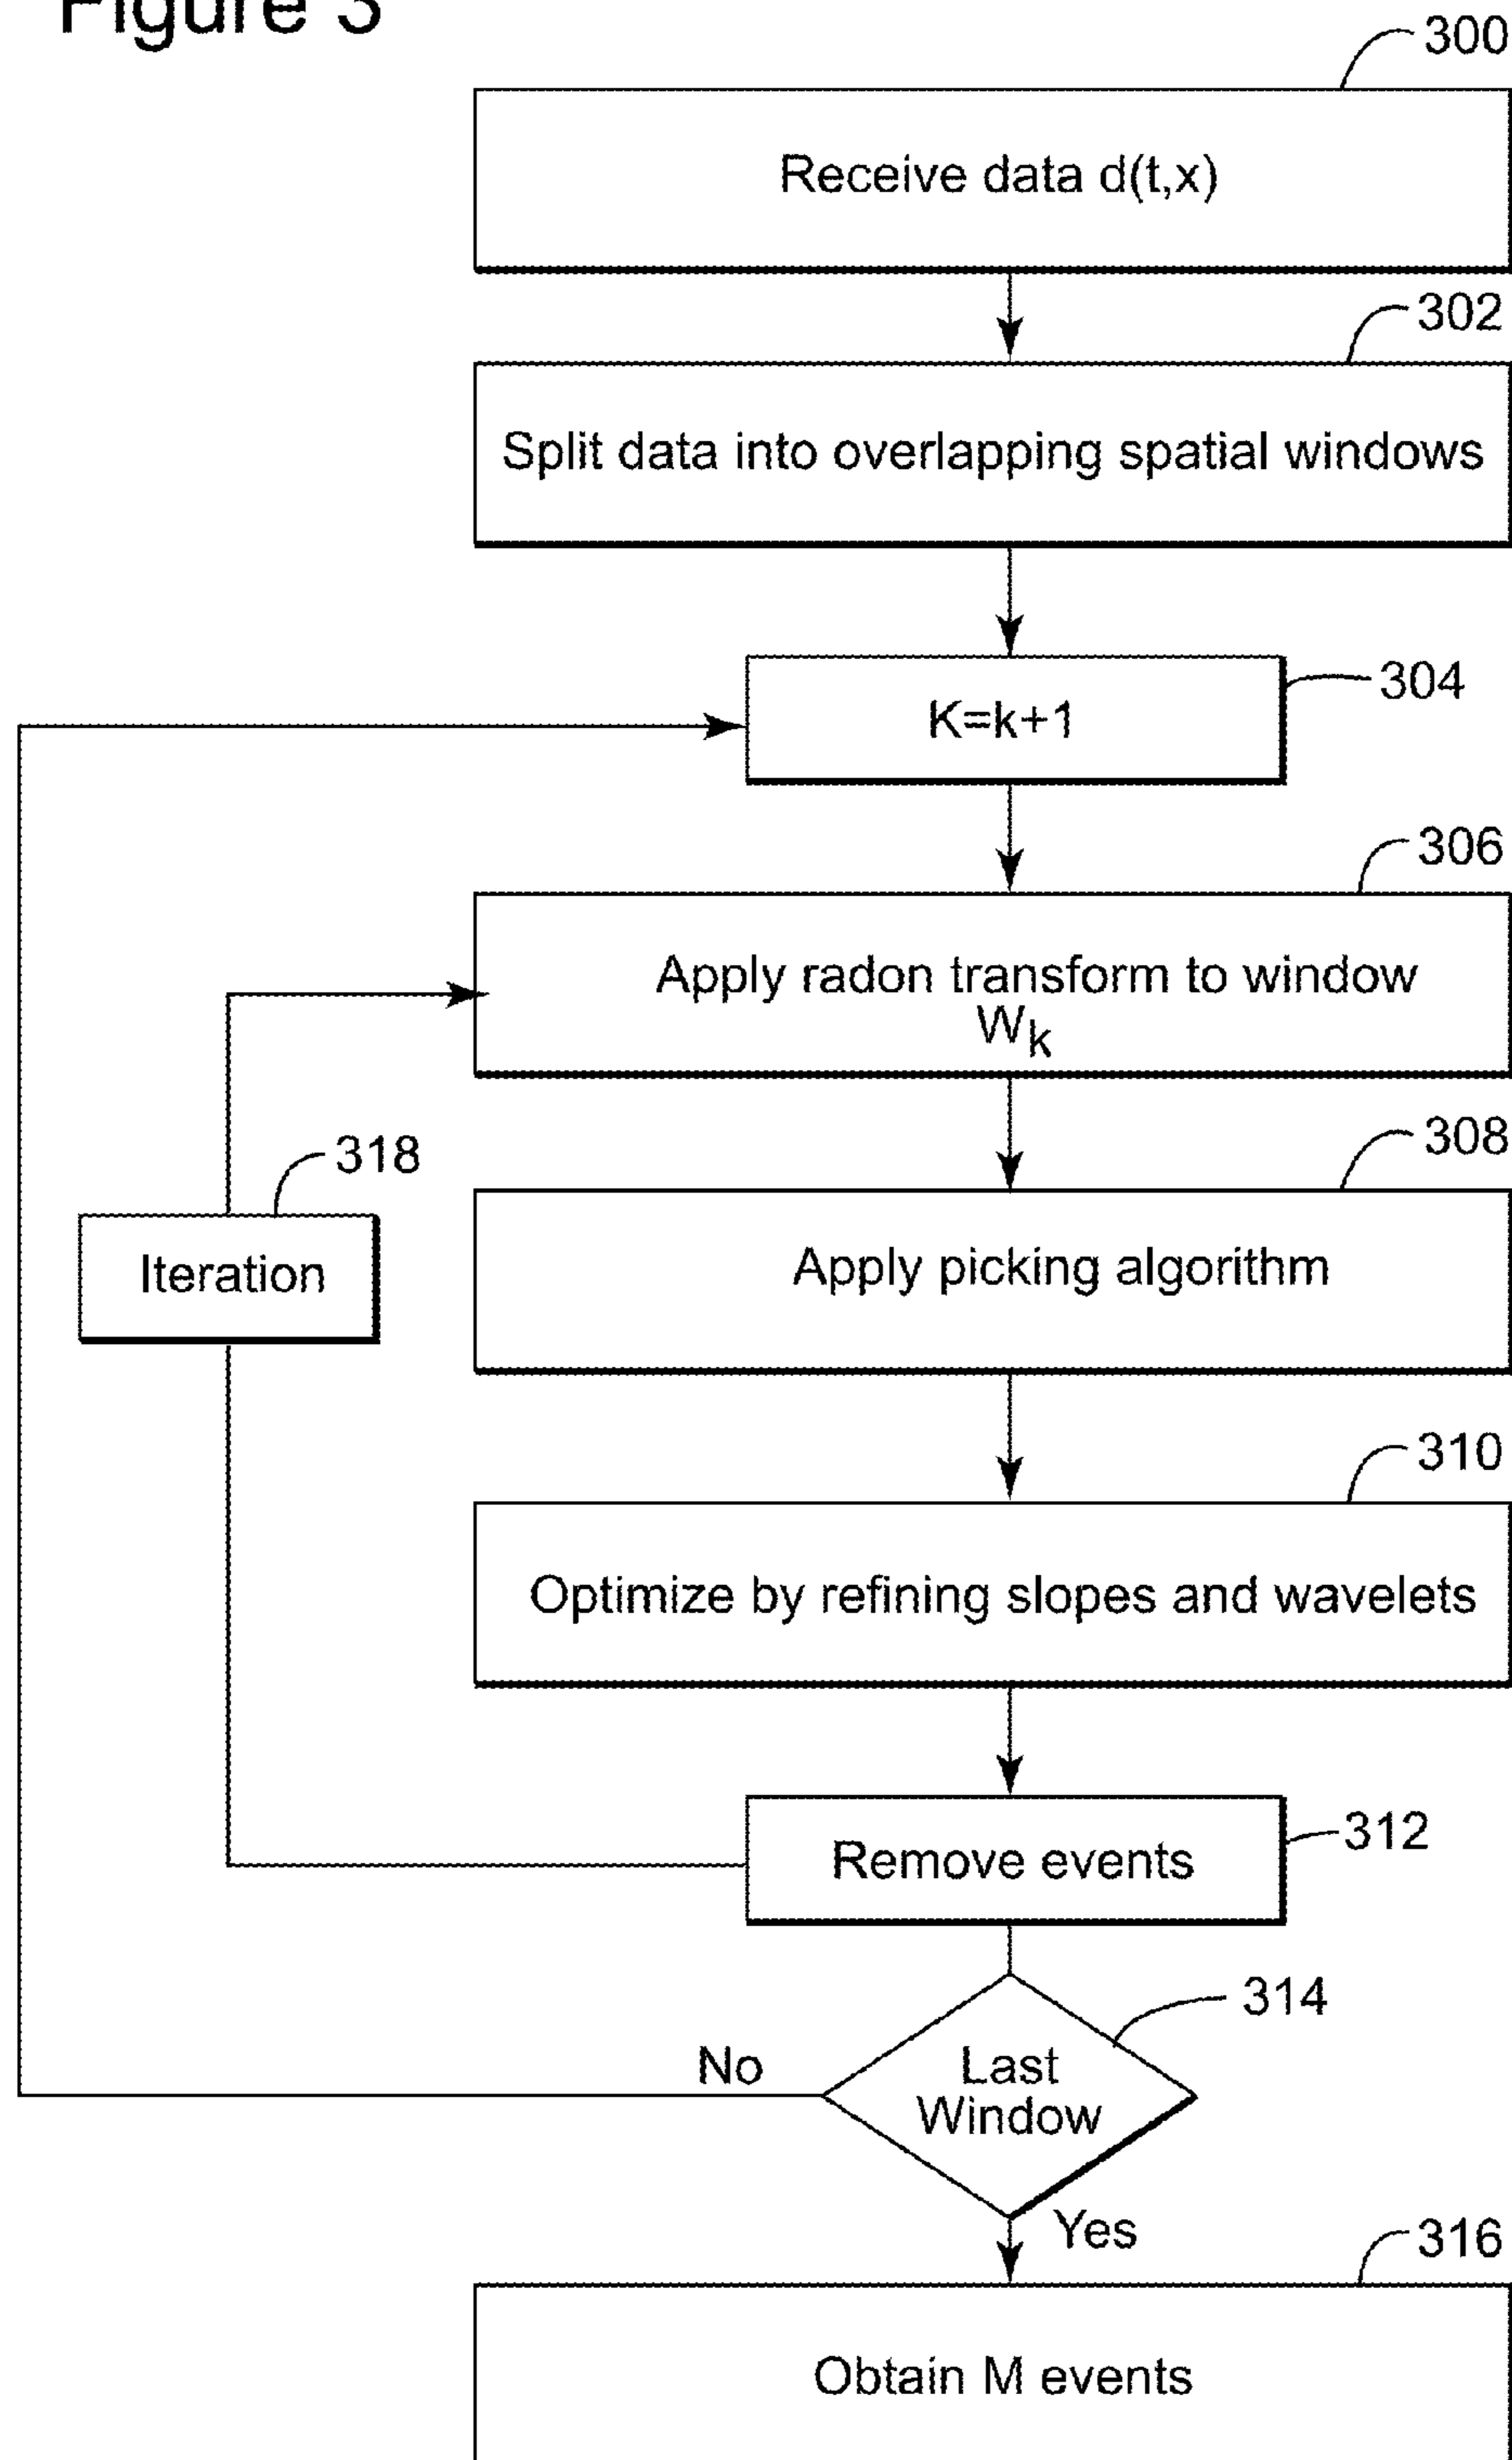 Figure 3
300
Receive data d(t,x)
302
Split data into overlapping spatial windows
304
K=k+1
306
Apply radon transform to window
Wk
308
318
Iteration
Apply picking algorithm
310
Optimize by refining slopes and wavelets
312
Remove events
314
No
Last
Window
Yes
316
Obtain M events